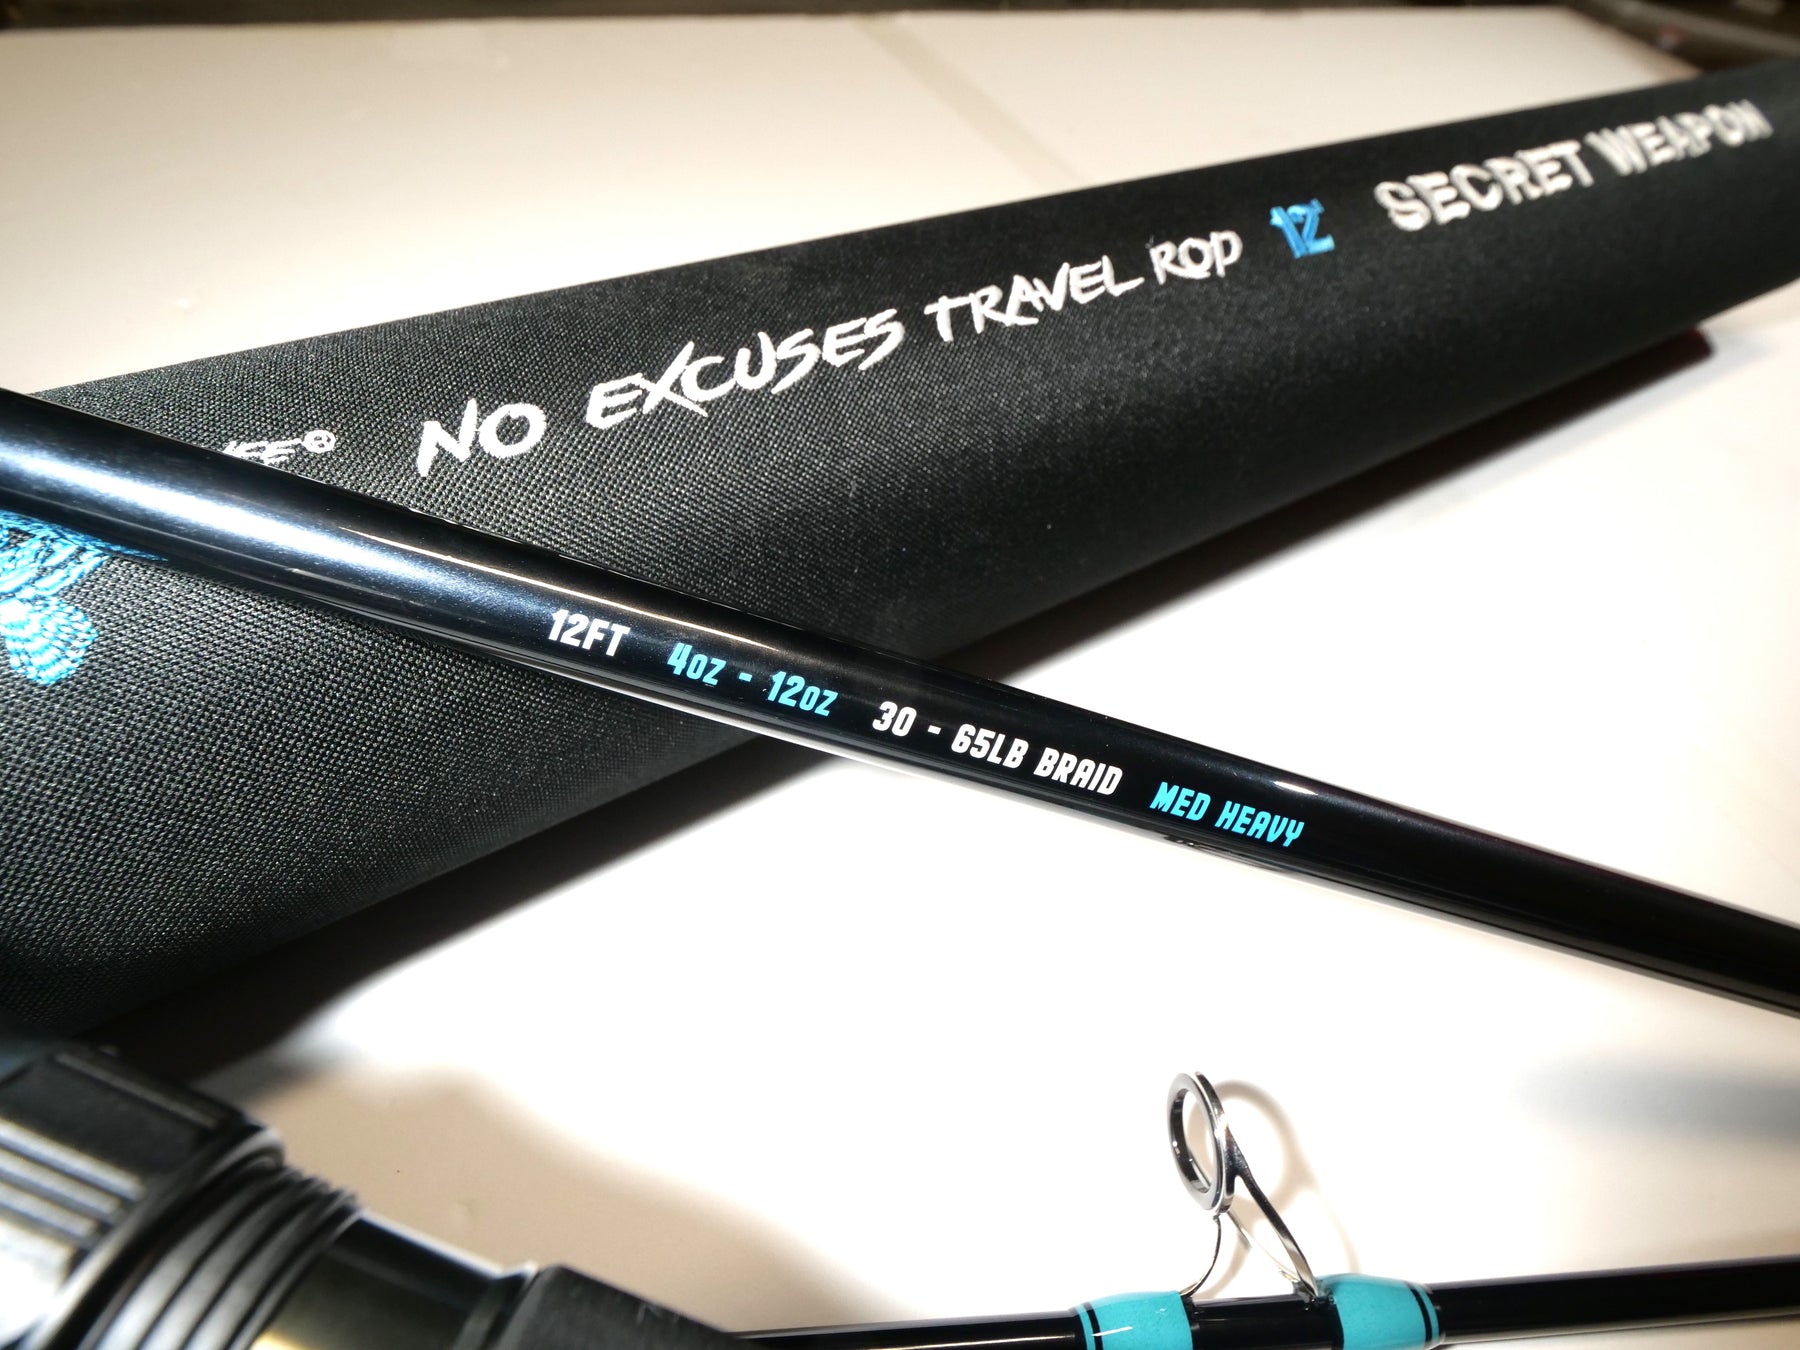 NO EXCUSES TRAVEL ROD 12 SECRET WEAPON
12FT 4oz - 12oz 30 - 65LB BRAID MED HEAVY